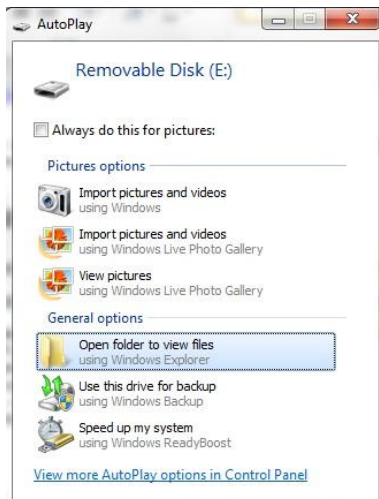 AutoPlay
Removable Disk (E:)
Always do this for pictures:
Pictures options
Import pictures and videos
using Windows
Import pictures and videos
using Windows Live Photo Gallery
View pictures
using Windows Live Photo Gallery
General options
Open folder to view files
using Windows Explorer
Use this drive for backup
using Windows Backup
Speed up my system
using Windows ReadyBoost
View more AutoPlay options in Control Panel